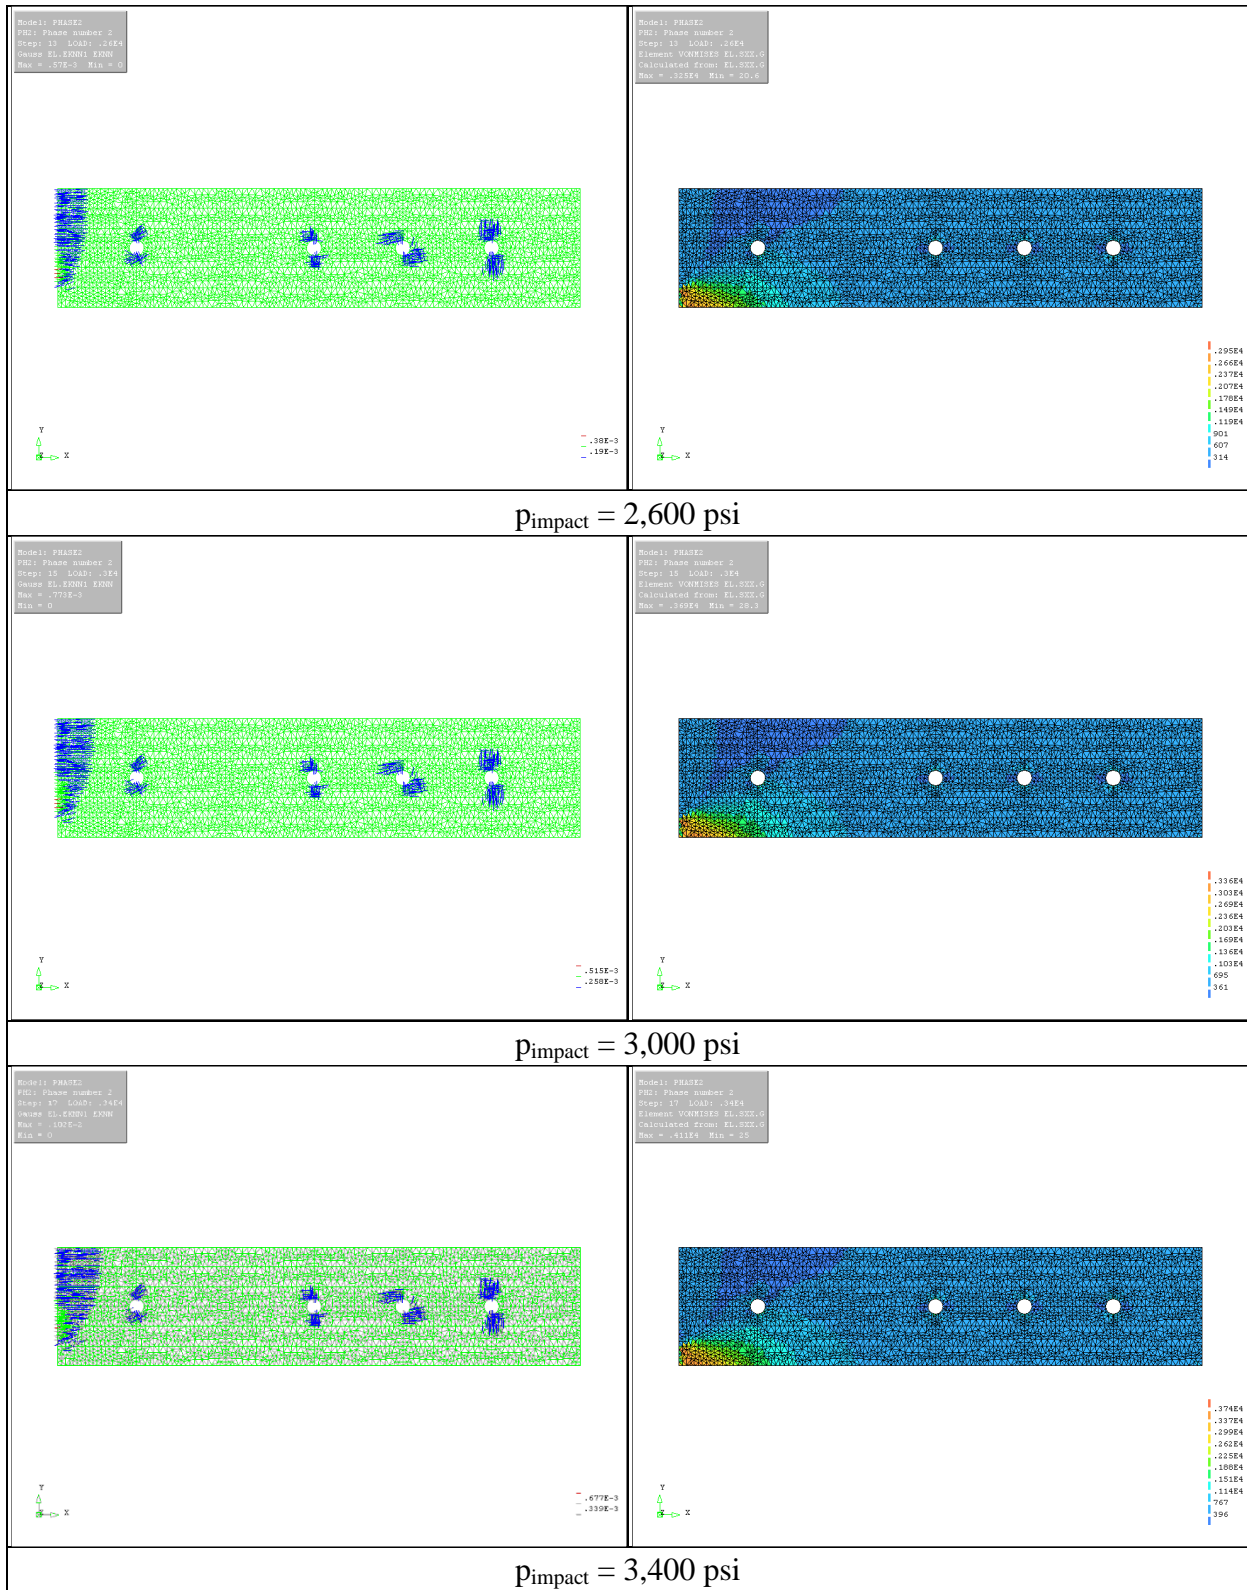 Model: PHASE2
PH2: Phase number 2
Step: 13 LOAD: .26E4
Gauss EL.EKNN1 EKNN
Max = .57E-3 Min = 0
Y
Z X
.38E-3
.19E-3
Model: PHASE2
PH2: Phase number 2
Step: 13 LOAD: .26E4
Element VONMISES EL.SXX.G
Calculated from: EL.SXX.G
Max = .325E4 Min = 20.6
Y
Z X
.295E4
.266E4
.237E4
.207E4
.178E4
.149E4
.119E4
901
607
314
pimpact = 2,600 psi
Model: PHASE2
PH2: Phase number 2
Step: 15 LOAD: .3E4
Gauss EL.EKNN1 EKNN
Max = .773E-3
Min = 0
Y
Z X
.515E-3
.258E-3
Model: PHASE2
PH2: Phase number 2
Step: 15 LOAD: .3E4
Element VONMISES EL.SXX.G
Calculated from: EL.SXX.G
Max = .369E4 Min = 28.3
Y
Z X
.336E4
.303E4
.269E4
.236E4
.203E4
.169E4
.136E4
.103E4
695
361
pimpact = 3,000 psi
Model: PHASE2
PH2: Phase number 2
Step: 17 LOAD: .34E4
Gauss EL.EKNN1 EKNN
Max = .102E-2
Min = 0
Y
Z X
.677E-3
.339E-3
Model: PHASE2
PH2: Phase number 2
Step: 17 LOAD: .34E4
Element VONMISES EL.SXX.G
Calculated from: EL.SXX.G
Max = .411E4 Min = 25
Y
Z X
.374E4
.337E4
.299E4
.262E4
.225E4
.188E4
.151E4
.114E4
767
396
pimpact = 3,400 psi